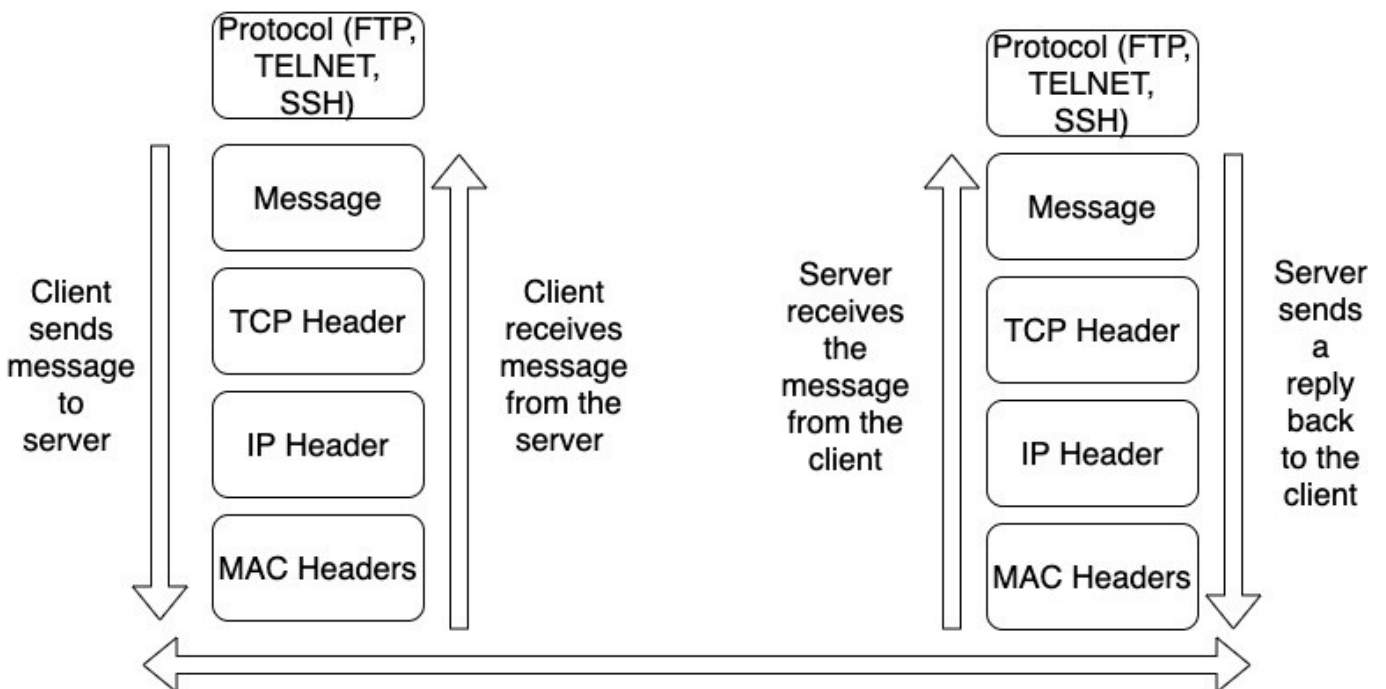 Protocol (FTP,
TELNET,
SSH)
Message
TCP Header
IP Header
MAC Headers
Client
sends
message
to
server
Client
receives
message
from the
server
Protocol (FTP,
TELNET,
SSH)
Message
TCP Header
IP Header
MAC Headers
Server
receives
the
message
from the
client
Server
sends
a
reply
back
to the
client